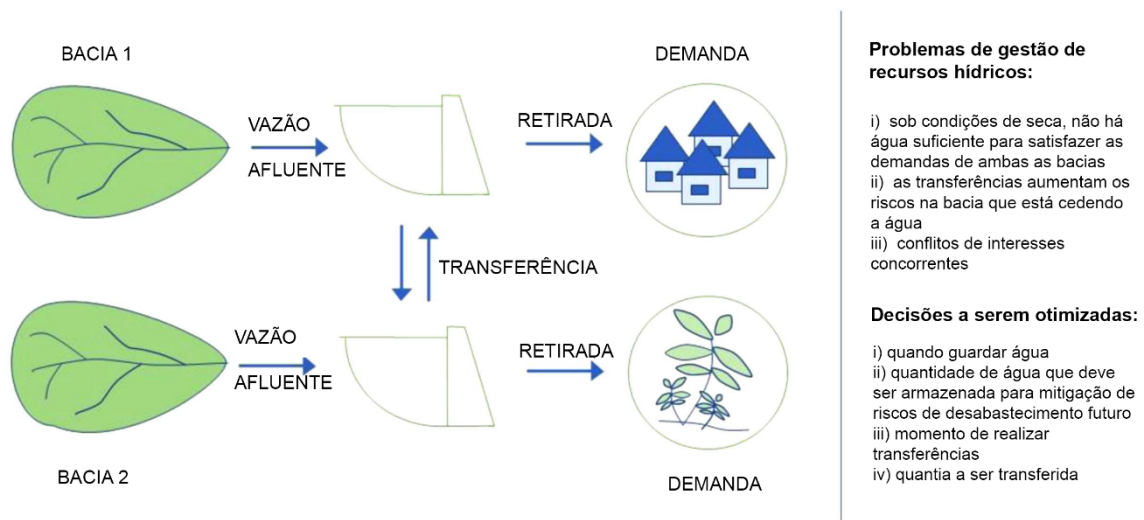 BACIA 1
VAZÃO
AFLUENTE
RETIRADA
DEMANDA
TRANSFERÊNCIA
VAZÃO
AFLUENTE
RETIRADA
BACIA 2
DEMANDA
Problemas de gestão de
recursos hídricos:
i) sob condições de seca, não há
água suficiente para satisfazer as
demandas de ambas as bacias
ii) as transferências aumentam os
riscos na bacia que está cedendo
a água
iii) conflitos de interesses
concorrentes
Decisões a serem otimizadas:
i) quando guardar água
ii) quantidade de água que deve
ser armazenada para mitigação de
riscos de desabastecimento futuro
iii) momento de realizar
transferências
iv) quantia a ser transferida